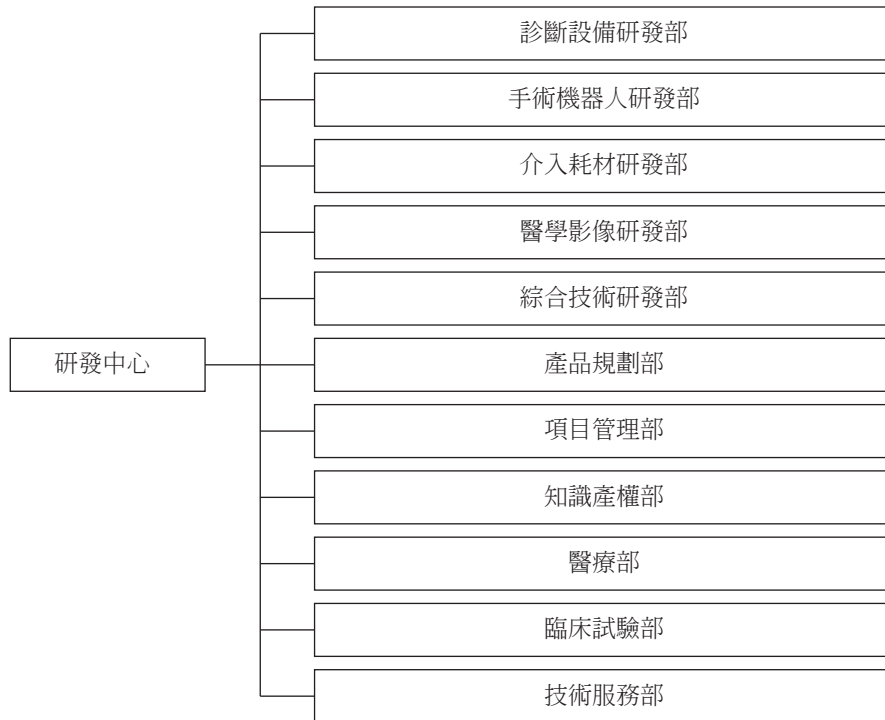 診斷設備研發部
手術機器人研發部
介入耗材研發部
醫學影像研發部
綜合技術研發部
研發中心
產品規劃部
項目管理部
知識產權部
醫療部
臨床試驗部
技術服務部